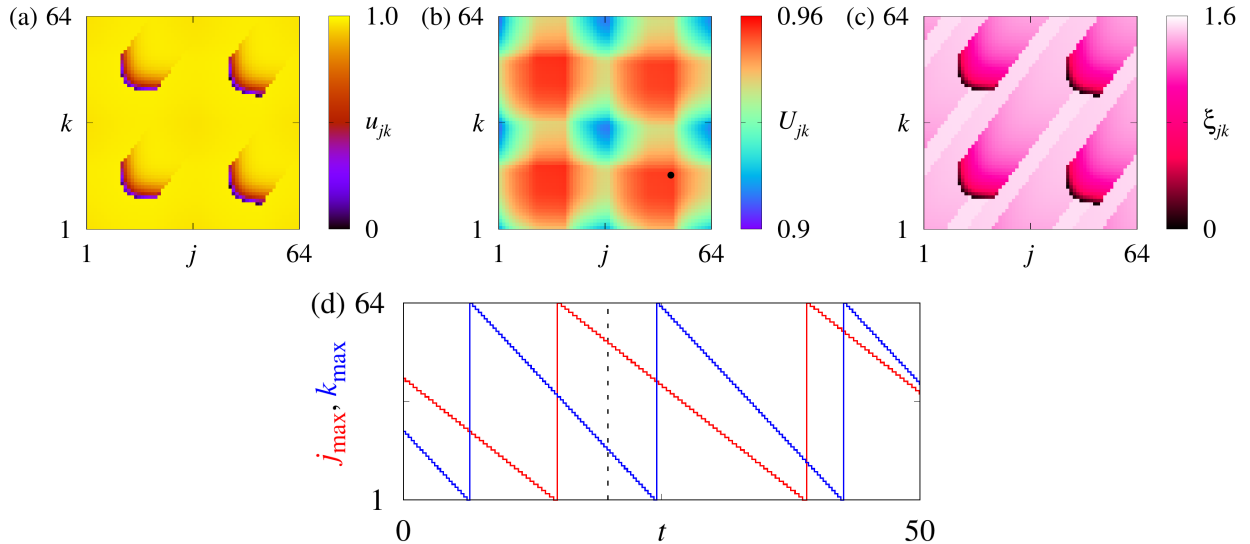 (a) 64 k 1 1 j 64 1.0 u_jk 0
(b) 64 k 1 1 j 64 0.96 U_jk 0.9
(c) 64 k 1 1 j 64 1.6 ξ_jk 0
(d) 64 j_max, k_max 1
0 t 50